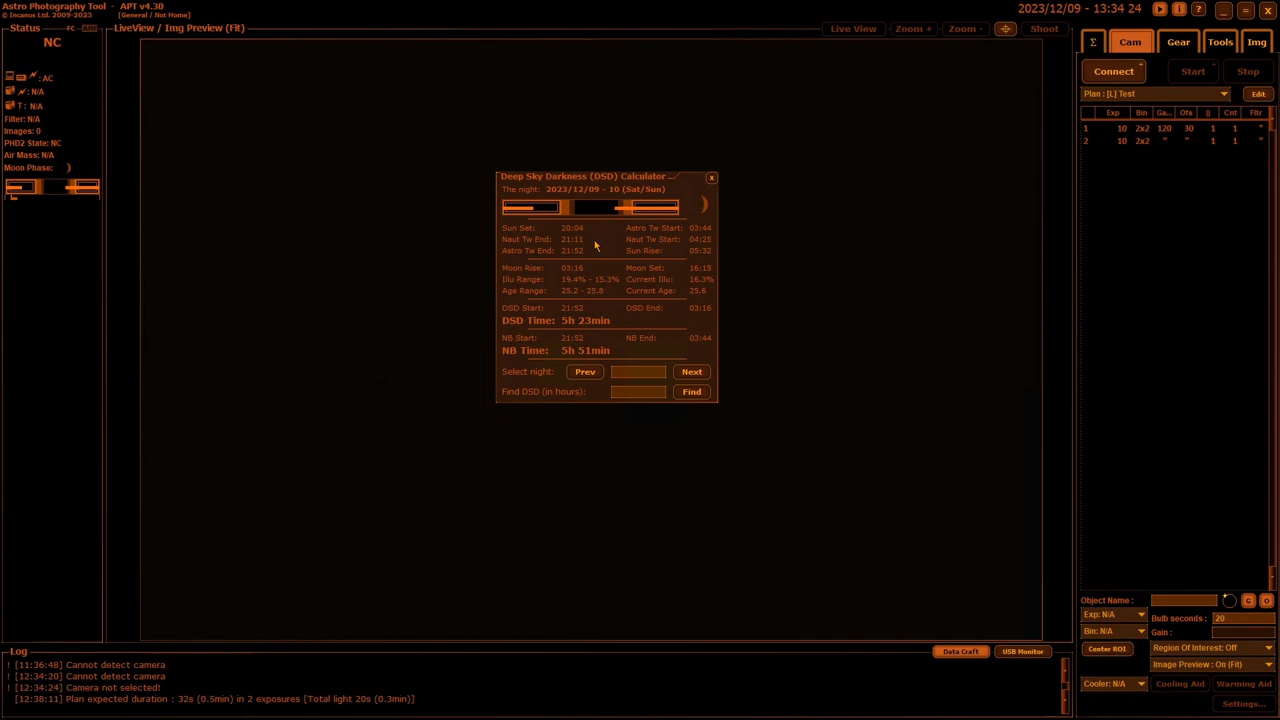 Astro Photography Tool - APT v4.30
© Incanus Ltd. 2009-2023 [General / Not Home]
2023/12/09 - 13:34 24
?
_ = X
Status FC
NC
: AC
: N/A
T : N/A
Filter: N/A
Images: 0
PHD2 State: NC
Air Mass: N/A
Moon Phase:
LiveView / Img Preview (Fit)
Live View Zoom + Zoom - Shoot
Deep Sky Darkness (DSD) Calculator x
The night: 2023/12/09 - 10 (Sat/Sun)
Sun Set: 20:04 Astro Tw Start: 03:44
Naut Tw End: 21:11 Naut Tw Start: 04:25
Astro Tw End: 21:52 Sun Rise: 05:32
Moon Rise: 03:16 Moon Set: 16:15
Illu Range: 19.4% - 15.3% Current Illu: 16.3%
Age Range: 25.2 - 25.8 Current Age: 25.6
DSD Start: 21:52 DSD End: 03:16
DSD Time: 5h 23min
NB Start: 21:52 NB End: 03:44
NB Time: 5h 51min
Select night: Prev Next
Find DSD (in hours): Find
Σ Cam Gear Tools Img
Connect + Start Stop
Plan : [L] Test Edit
Exp Bin Ga... Ofs || Cnt Fltr
1 10 2x2 120 30 1 1 "
2 10 2x2 " " 1 1 "
Object Name : G O
Exp: N/A Bulb seconds : 20
Bin: N/A Gain :
Center ROI Region Of Interest: Off
Image Preview : On (Fit)
Cooler: N/A Cooling Aid Warming Aid
Settings...
Log
Data Craft USB Monitor
! [11:36:48] Cannot detect camera
! [12:34:20] Cannot detect camera
! [12:34:24] Camera not selected!
[12:38:11] Plan expected duration : 32s (0.5min) in 2 exposures [Total light 20s (0.3min)]